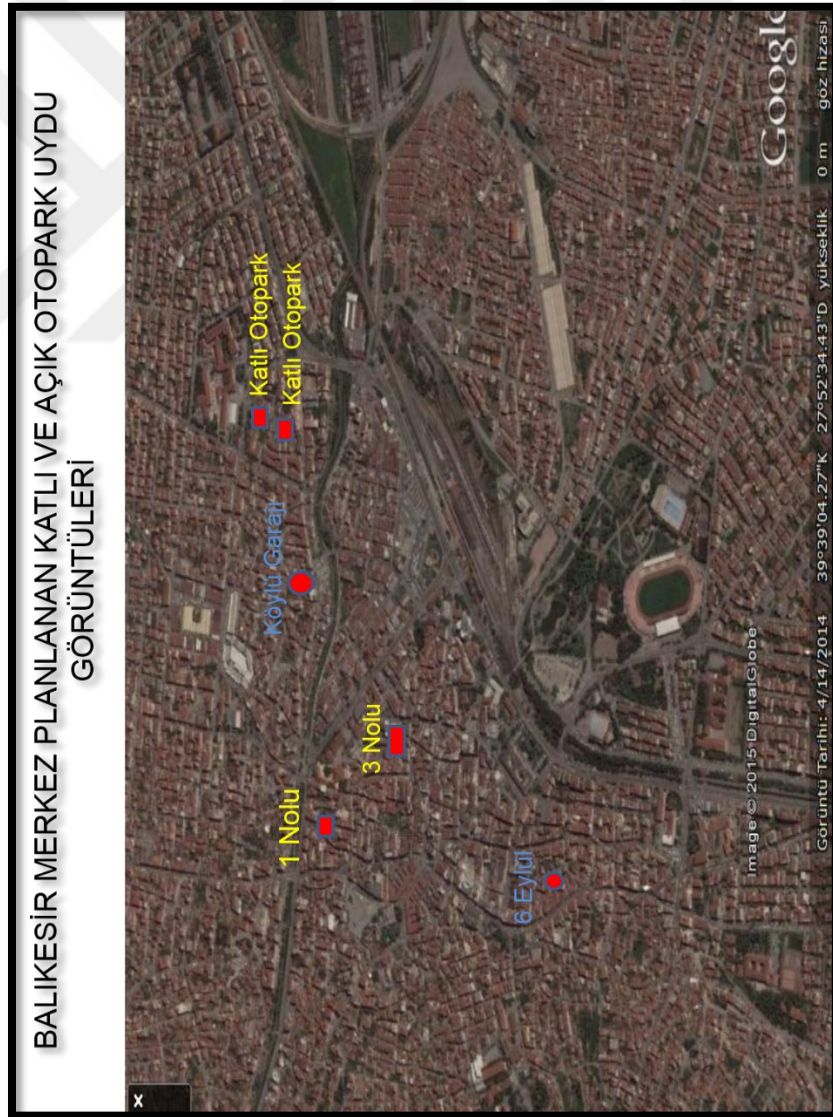 BALIKESİR MERKEZ PLANLANAN KATLI VE AÇIK OTOPARK UYDU
GÖRÜNTÜLERİ
x
Katlı Otopark
Katlı Otopark
Köylü Garajı
1 Nolu
3 Nolu
6 Eylül
Image © 2015 DigitalGlobe
Google
Görüntü Tarihi: 4/14/2014 39°39'04.27"K 27°52'34.43"D yükseklik 0 m göz hizası